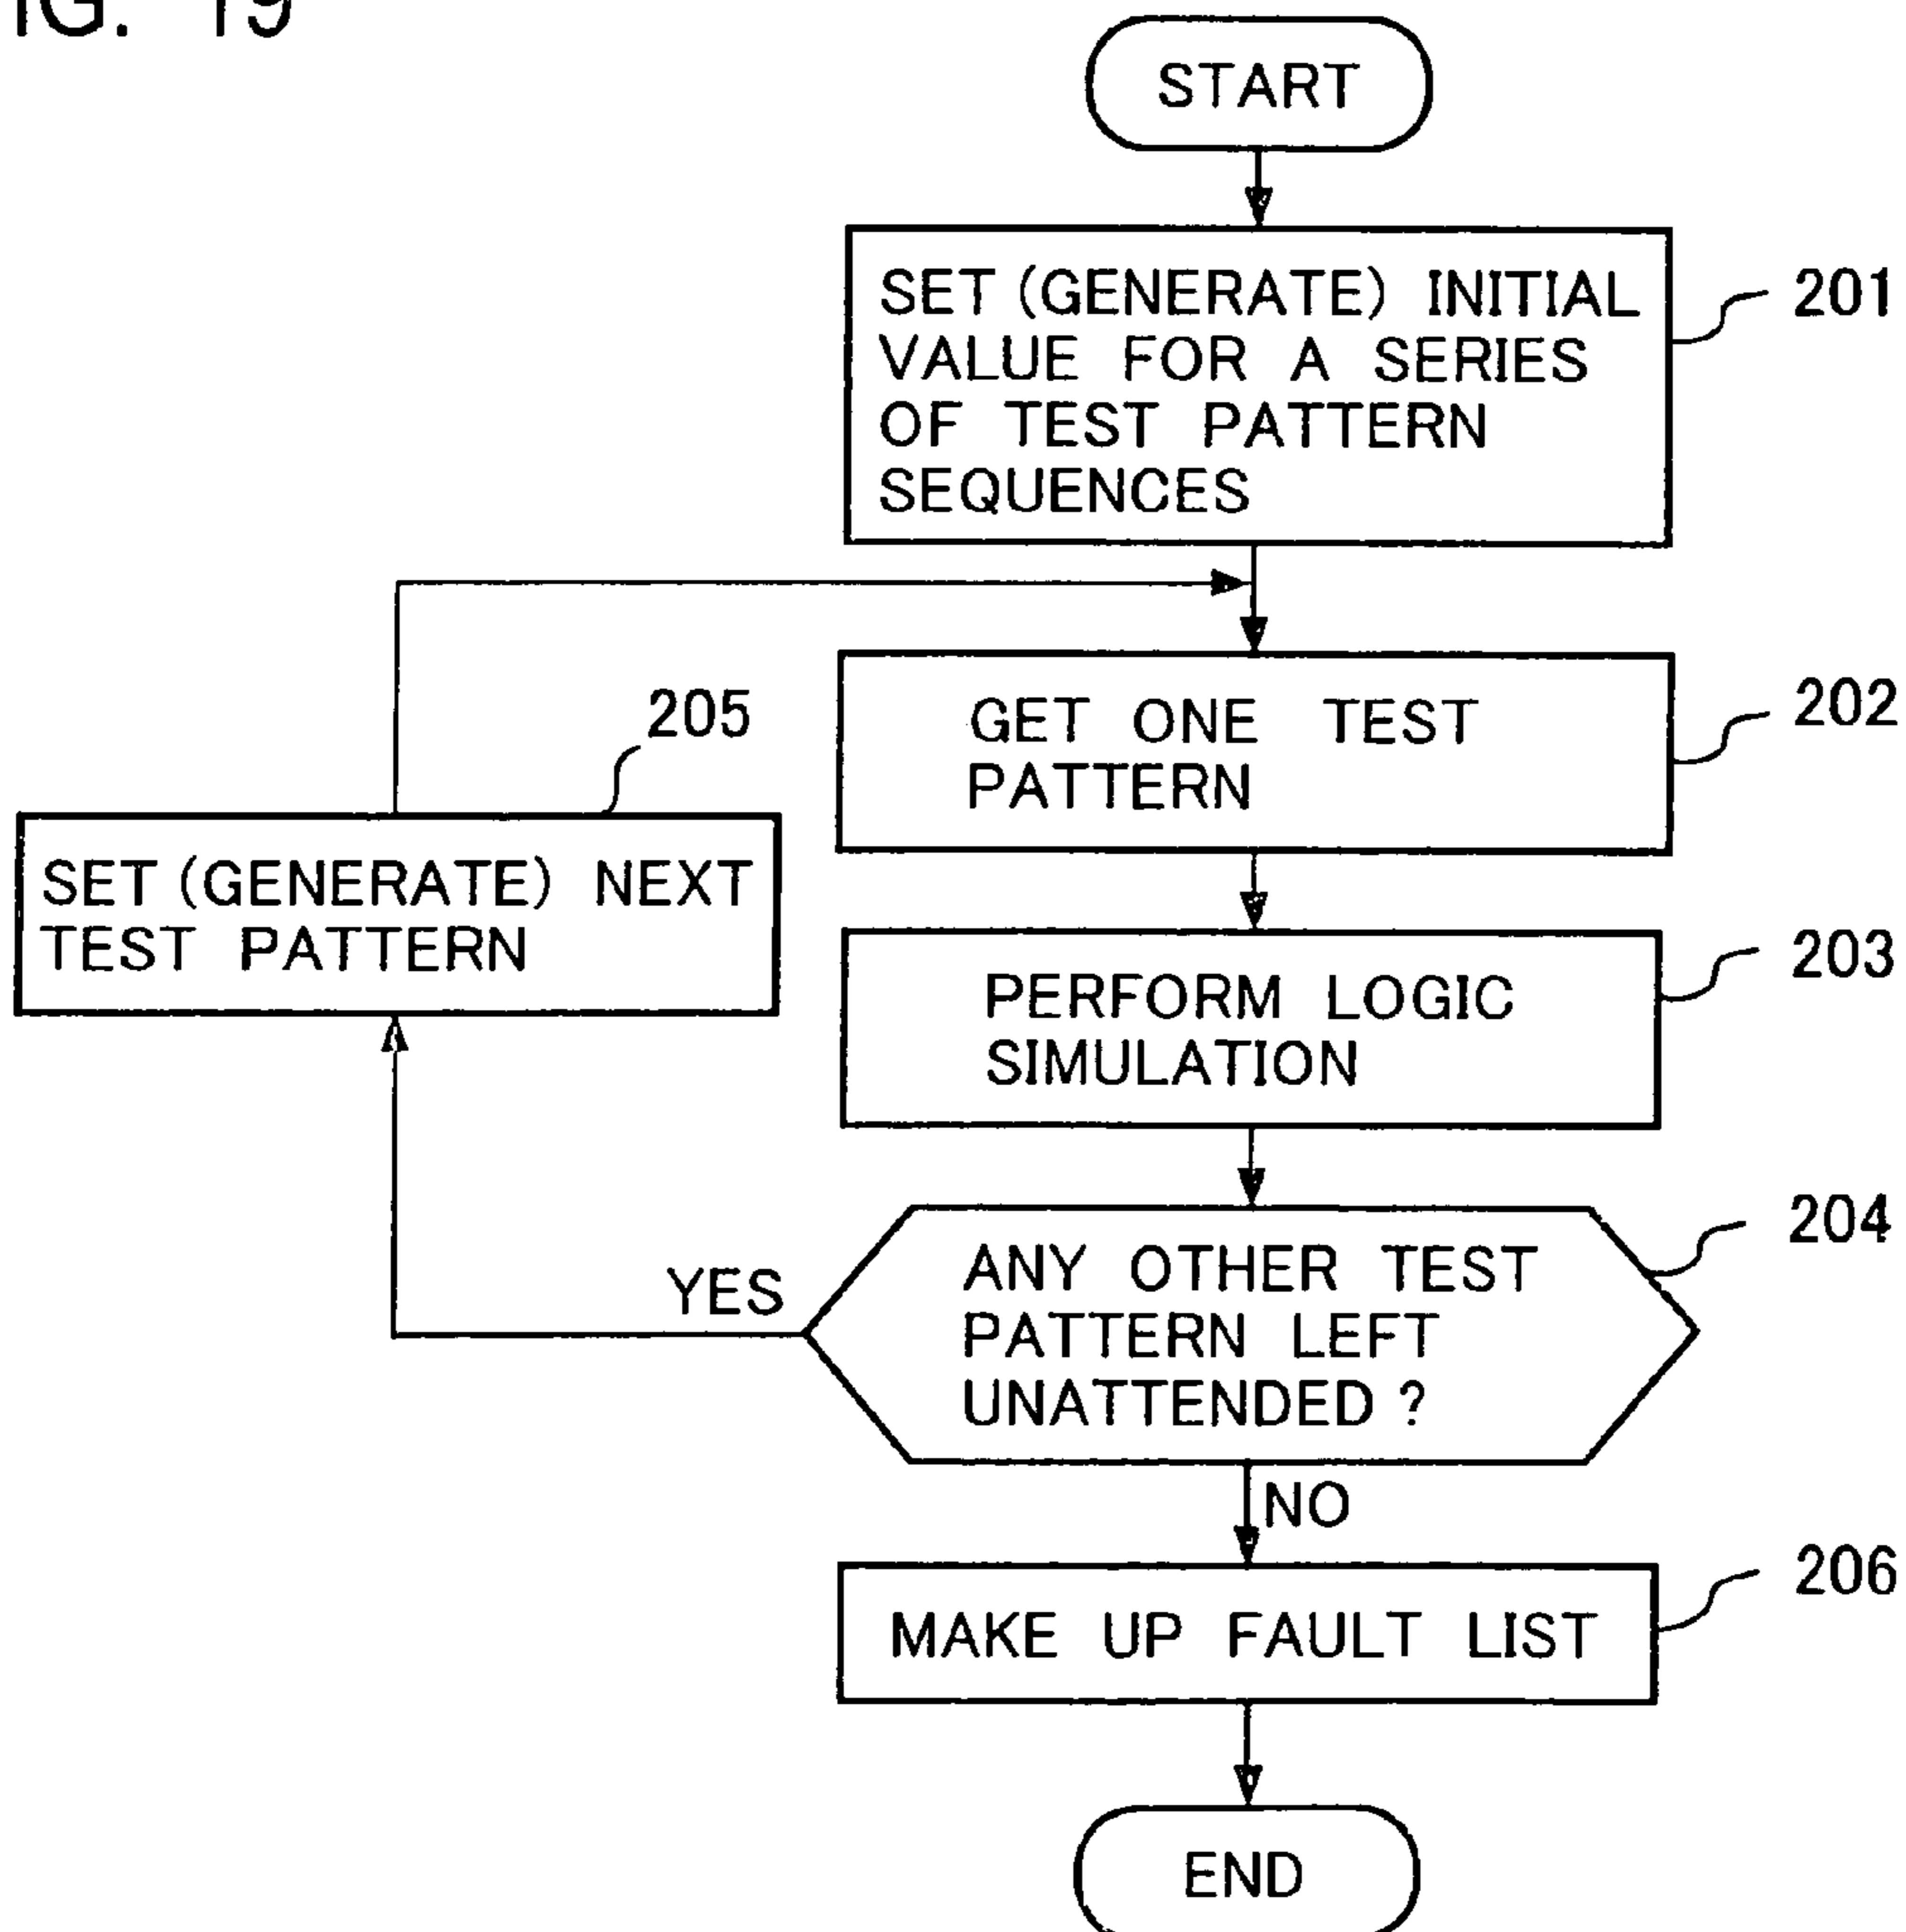 IG. 19
START
SET (GENERATE) INITIAL
VALUE FOR A SERIES
OF TEST PATTERN
SEQUENCES
201
GET ONE TEST
PATTERN
202
205
SET (GENERATE) NEXT
TEST PATTERN
PERFORM LOGIC
SIMULATION
203
ANY OTHER TEST
PATTERN LEFT
UNATTENDED ?
204
YES
NO
MAKE UP FAULT LIST
206
END